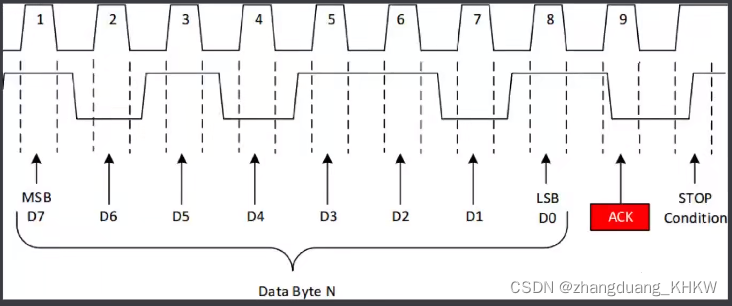 1 2 3 4 5 6 7 8 9
MSB LSB STOP
D7 D6 D5 D4 D3 D2 D1 D0 ACK Condition
Data Byte N
CSDN @zhangduang_KHKW